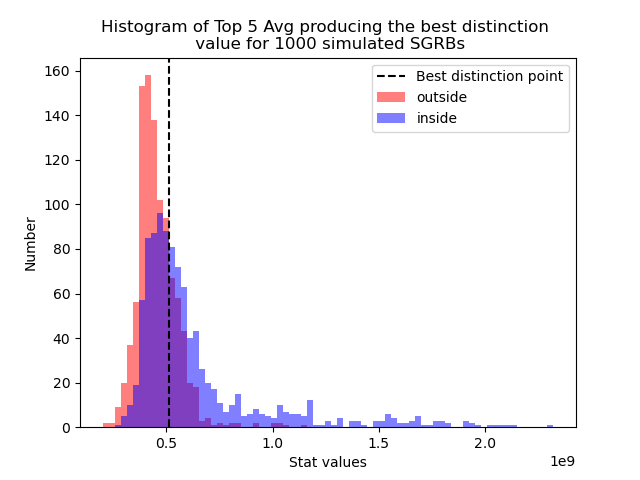 Histogram of Top 5 Avg producing the best distinction
value for 1000 simulated SGRBs
Best distinction point
outside
inside
Number
160
140
120
100
80
60
40
20
0
0.5
1.0
1.5
2.0
1e9
Stat values